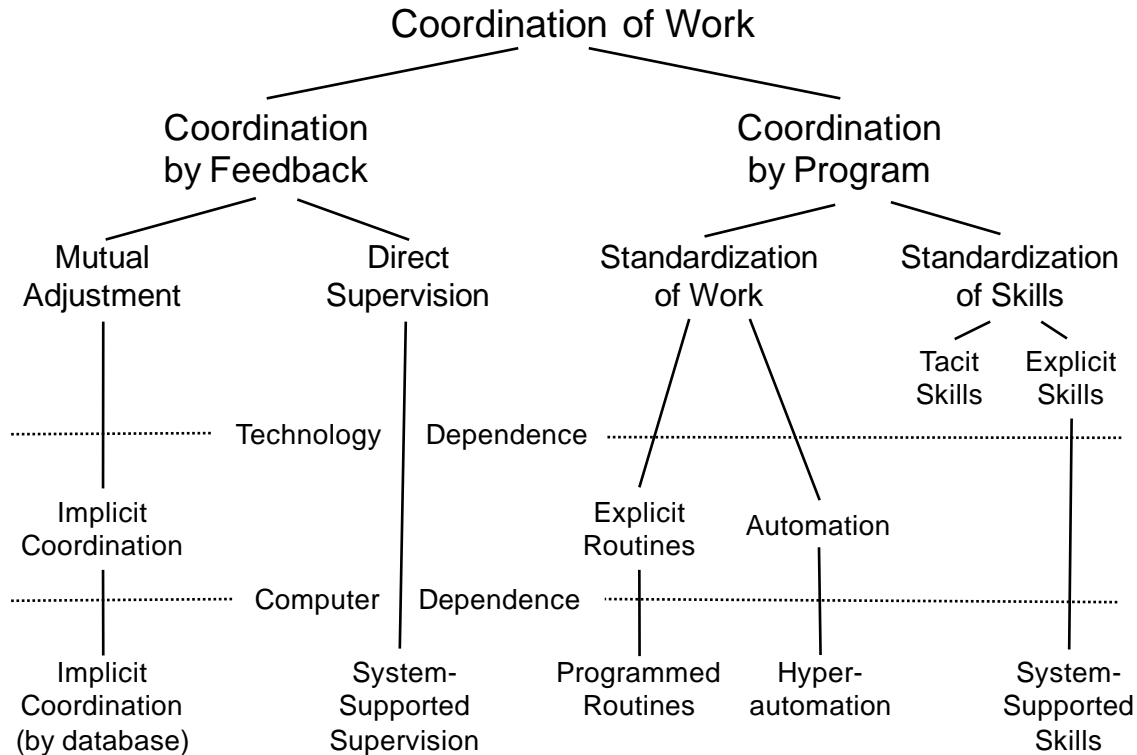 Coordination of Work
Coordination
by Feedback
Coordination
by Program
Mutual
Adjustment
Direct
Supervision
Standardization
of Work
Standardization
of Skills
Tacit
Skills
Explicit
Skills
Technology Dependence
Implicit
Coordination
Explicit
Routines
Automation
Computer Dependence
Implicit
Coordination
(by database)
System-
Supported
Supervision
Programmed
Routines
Hyper-
automation
System-
Supported
Skills